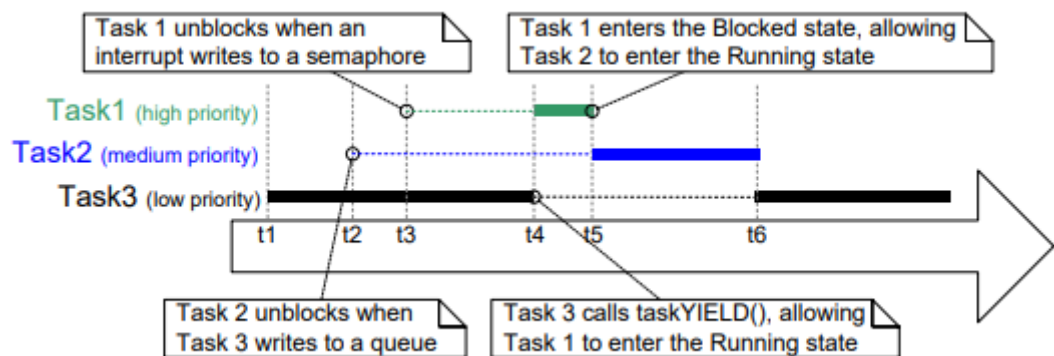 Task 1 unblocks when an
interrupt writes to a semaphore
Task 1 enters the Blocked state, allowing
Task 2 to enter the Running state
Task1 (high priority)
Task2 (medium priority)
Task3 (low priority)
t1 t2 t3 t4 t5 t6
Task 2 unblocks when
Task 3 writes to a queue
Task 3 calls taskYIELD(), allowing
Task 1 to enter the Running state